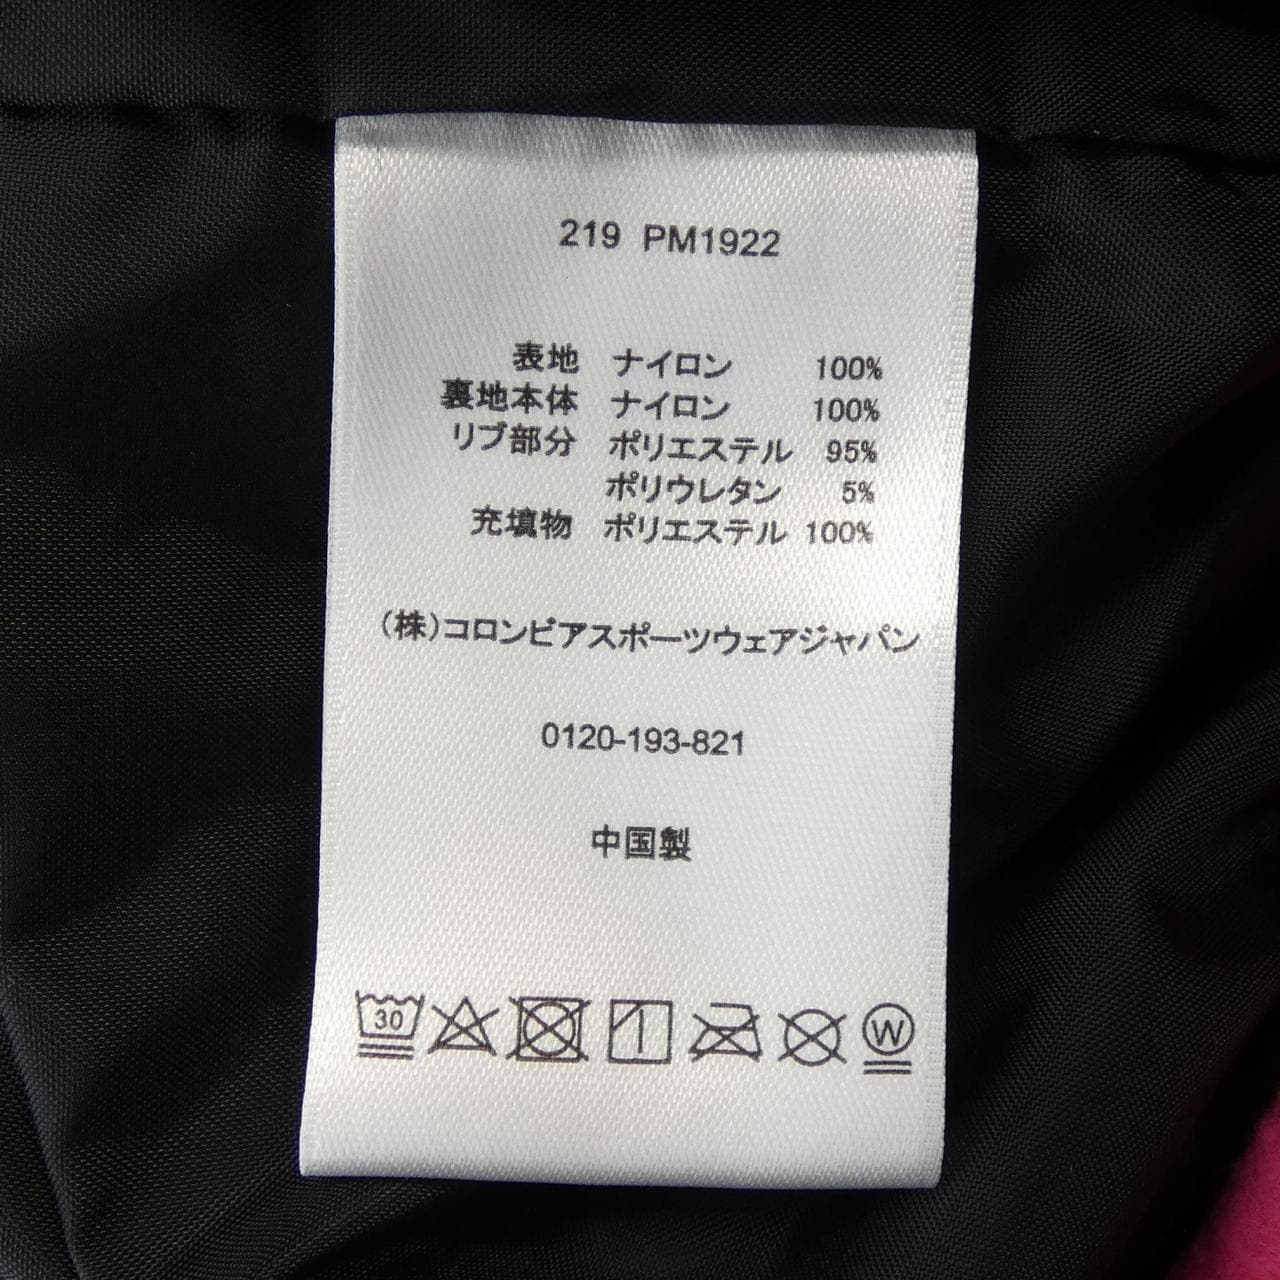 219 PM1922
表地 ナイロン 100%
裏地本体 ナイロン 100%
リブ部分 ポリエステル 95%
ポリウレタン 5%
充填物 ポリエステル 100%
(株)コロンビアスポーツウェアジャパン
0120-193-821
中国製
30 W